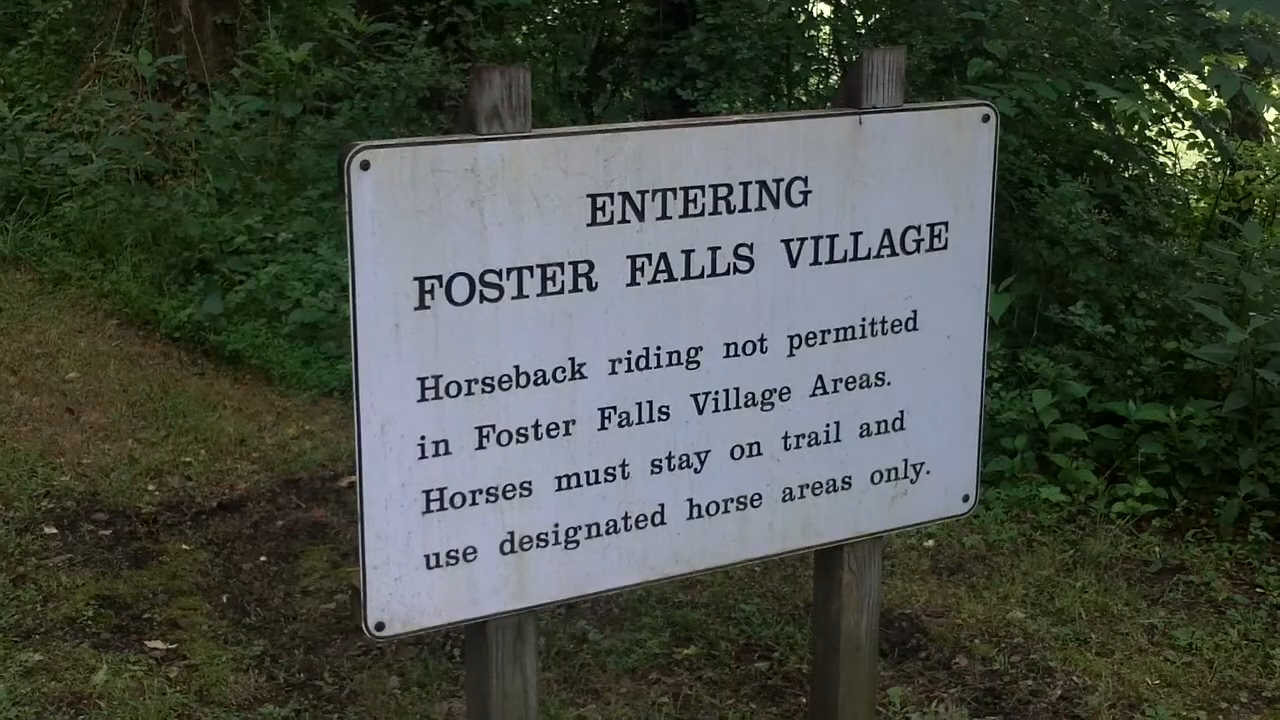 ENTERING
FOSTER FALLS VILLAGE
Horseback riding not permitted
in Foster Falls Village Areas.
Horses must stay on trail and
use designated horse areas only.